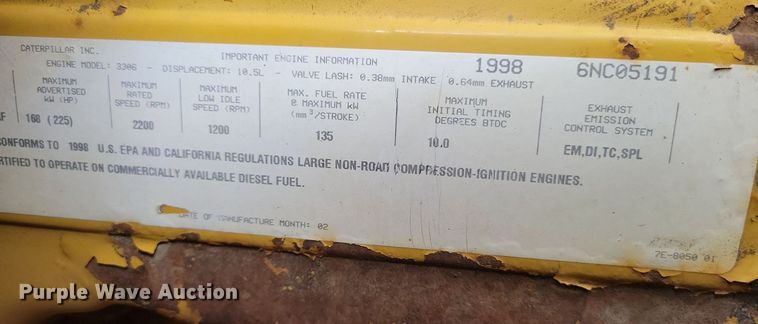 CATERPILLAR INC. IMPORTANT ENGINE INFORMATION 1998 6NC05191
ENGINE MODEL: 3306 - DISPLACEMENT: 10.5L - VALVE LASH: 0.38mm INTAKE 0.64mm EXHAUST
MAXIMUM ADVERTISED kW (HP)
MAXIMUM RATED SPEED (RPM)
MAXIMUM LOW IDLE SPEED (RPM)
MAX. FUEL RATE @ MAXIMUM kW (mm³/STROKE)
MAXIMUM INITIAL TIMING DEGREES BTDC
EXHAUST EMISSION CONTROL SYSTEM
168 (225) 2200 1200 135 10.0 EM,DI,TC,SPL
CONFORMS TO 1998 U.S. EPA AND CALIFORNIA REGULATIONS LARGE NON-ROAD COMPRESSION-IGNITION ENGINES.
RTIFIED TO OPERATE ON COMMERCIALLY AVAILABLE DIESEL FUEL.
DATE OF MANUFACTURE MONTH: 02
7E-8050 01
Purple Wave Auction